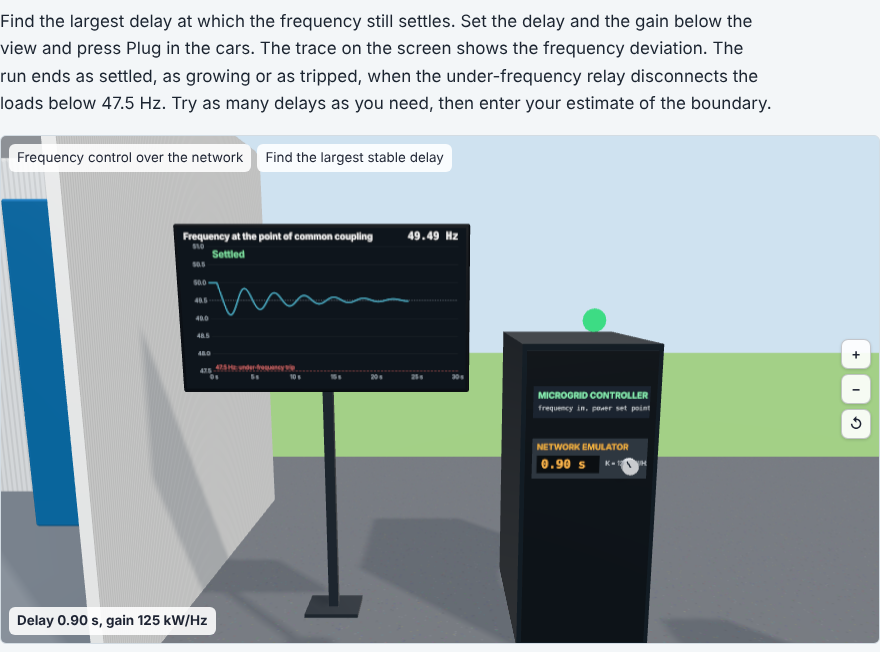 Find the largest delay at which the frequency still settles. Set the delay and the gain below the
view and press Plug in the cars. The trace on the screen shows the frequency deviation. The
run ends as settled, as growing or as tripped, when the under-frequency relay disconnects the
loads below 47.5 Hz. Try as many delays as you need, then enter your estimate of the boundary.
Frequency control over the network
Find the largest stable delay
Frequency at the point of common coupling
49.49 Hz
51.0
Settled
50.5
50.0
49.5
49.0
48.5
48.0
47.5
47.5 Hz: under-frequency trip
0 s
5 s
10 s
15 s
20 s
25 s
30 s
MICROGRID CONTROLLER
frequency in, power set point
NETWORK EMULATOR
0.90 s
K =
+
−
Delay 0.90 s, gain 125 kW/Hz